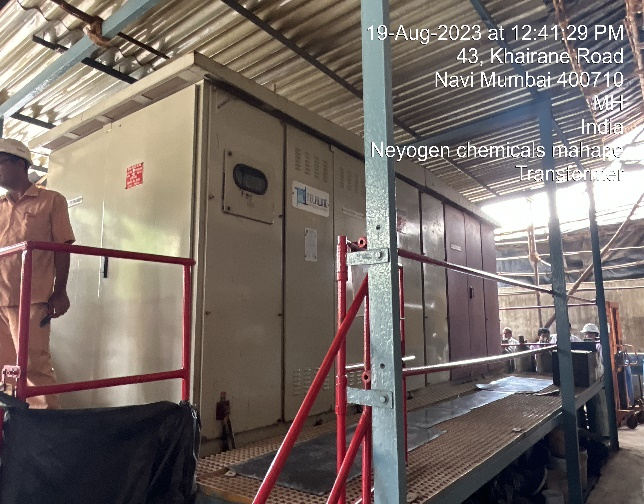 19-Aug-2023 at 12:41:29 PM
43, Khairane Road
Navi Mumbai 400710
MH
India
Neyogen chemicals mahape
Transformer